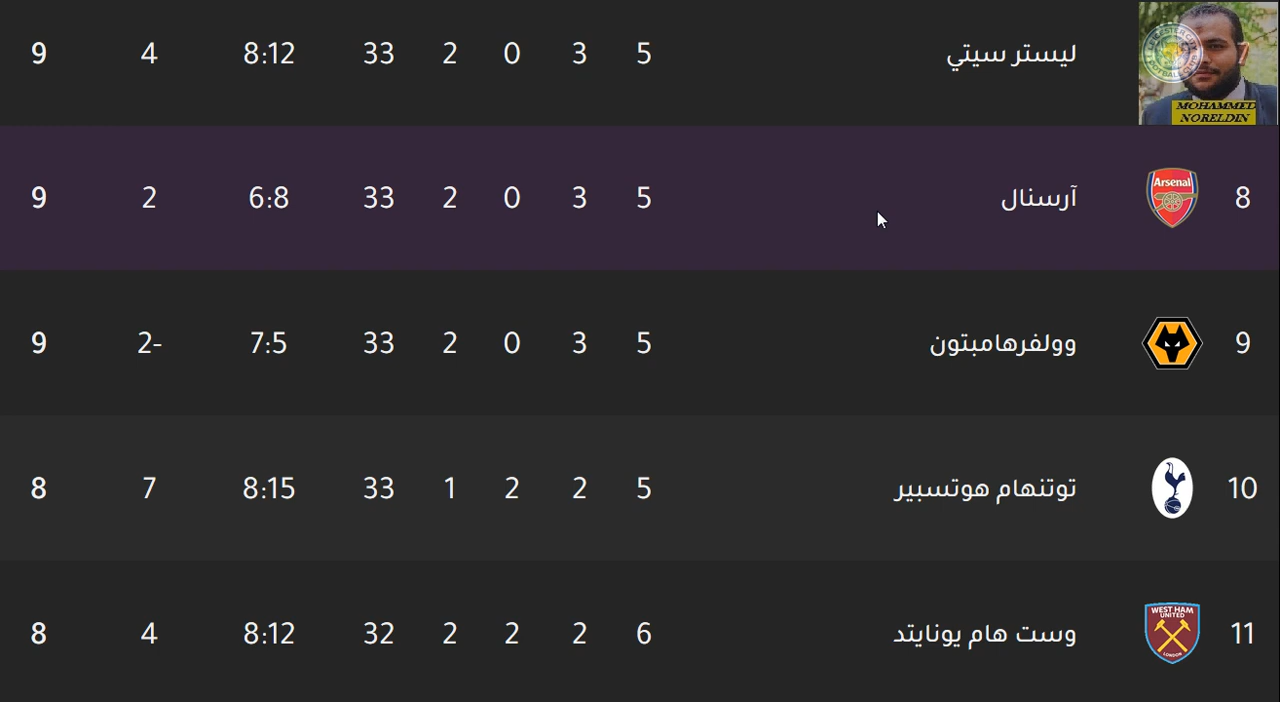 ليستر سيتي 5 3 0 2 33 8:12 4 9
MOHAMMED
NORELDIN
8 Arsenal آرسنال 5 3 0 2 33 6:8 2 9
9 وولفرهامبتون 5 3 0 2 33 7:5 2- 9
10 توتنهام هوتسبير 5 2 2 1 33 8:15 7 8
11 وست هام يونايتد 6 2 2 2 32 8:12 4 8
WEST HAM
UNITED
LONDON